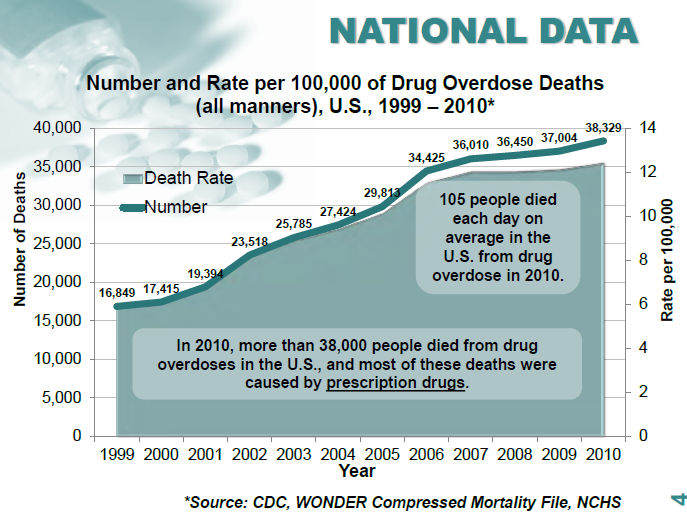 NATIONAL DATA
Number and Rate per 100,000 of Drug Overdose Deaths
(all manners), U.S., 1999 – 2010*
40,000
35,000
30,000
25,000
20,000
15,000
10,000
5,000
0
Number of Deaths
Death Rate
Number
16,849
17,415
19,394
23,518
25,785
27,424
29,813
34,425
36,010
36,450
37,004
38,329
105 people died
each day on
average in the
U.S. from drug
overdose in 2010.
In 2010, more than 38,000 people died from drug
overdoses in the U.S., and most of these deaths were
caused by prescription drugs.
14
12
10
8
6
4
2
0
Rate per 100,000
1999 2000 2001 2002 2003 2004 2005 2006 2007 2008 2009 2010
Year
*Source: CDC, WONDER Compressed Mortality File, NCHS
4